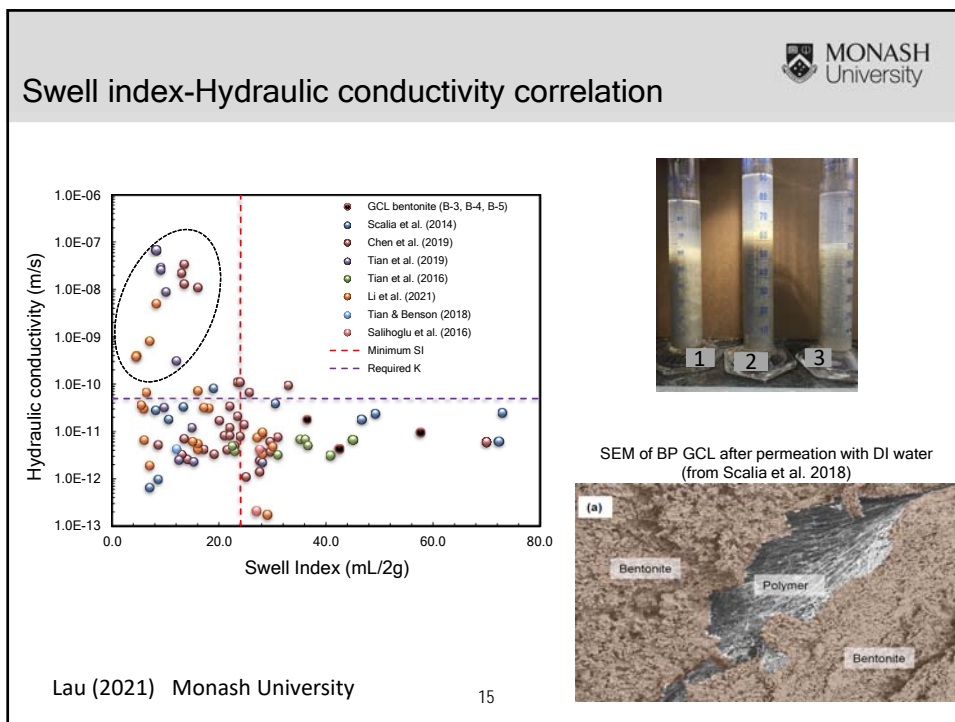 MONASH
University
Swell index-Hydraulic conductivity correlation
1.0E-06
1.0E-07
1.0E-08
1.0E-09
1.0E-10
1.0E-11
1.0E-12
1.0E-13
Hydraulic conductivity (m/s)
0.0 20.0 40.0 60.0 80.0
Swell Index (mL/2g)
GCL bentonite (B-3, B-4, B-5)
Scalia et al. (2014)
Chen et al. (2019)
Tian et al. (2019)
Tian et al. (2016)
Li et al. (2021)
Tian & Benson (2018)
Salihoglu et al. (2016)
Minimum SI
Required K
1 2 3
SEM of BP GCL after permeation with DI water
(from Scalia et al. 2018)
(a)
Bentonite
Polymer
Bentonite
Lau (2021) Monash University
15